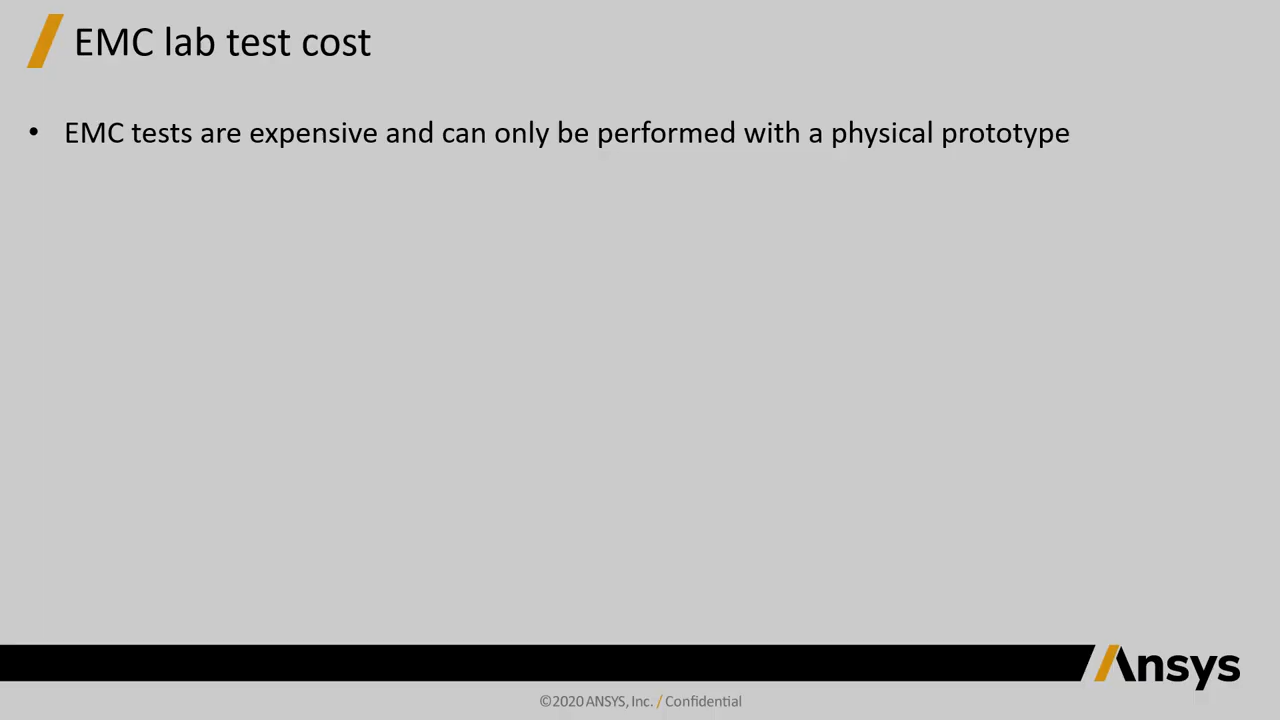 EMC lab test cost
• EMC tests are expensive and can only be performed with a physical prototype
Ansys
©2020 ANSYS, Inc. / Confidential